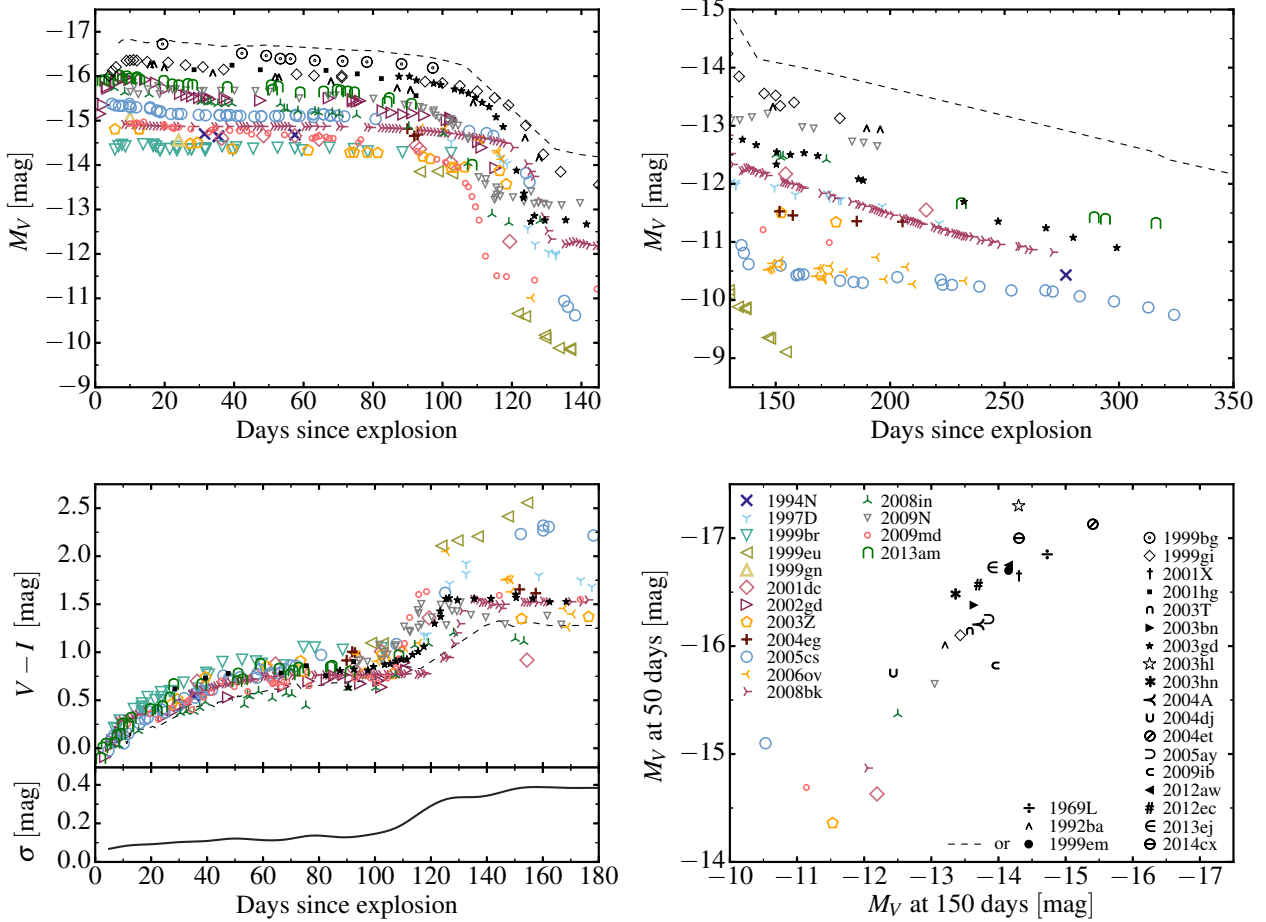 −17
−16
−15
−14
−13
−12
−11
−10
−9
M_V [mag]
0 20 40 60 80 100 120 140
Days since explosion
−15
−14
−13
−12
−11
−10
−9
M_V [mag]
150 200 250 300 350
Days since explosion
2.5
2.0
1.5
1.0
0.5
0.0
V − I [mag]
0.4
0.2
0.0
σ [mag]
0 20 40 60 80 100 120 140 160 180
Days since explosion
−17
−16
−15
−14
M_V at 50 days [mag]
1994N
1997D
1999br
1999eu
1999gn
2001dc
2002gd
2003Z
2004eg
2005cs
2006ov
2008bk
2008in
2009N
2009md
2013am
1969L
1992ba
or 1999em
1999bg
1999gi
2001X
2001hg
2003T
2003bn
2003gd
2003hl
2003hn
2004A
2004dj
2004et
2005ay
2009ib
2012aw
2012ec
2013ej
2014cx
−10 −11 −12 −13 −14 −15 −16 −17
M_V at 150 days [mag]